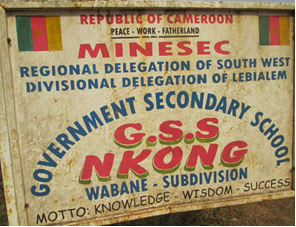 REPUBLIC OF CAMEROON
PEACE - WORK - FATHERLAND
MINESEC
REGIONAL DELEGATION OF SOUTH WEST
DIVISIONAL DELEGATION OF LEBIALEM
GOVERNMENT SECONDARY SCHOOL
G.S.S
NKONG
WABANE - SUBDIVISION
MOTTO: KNOWLEDGE - WISDOM - SUCCESS